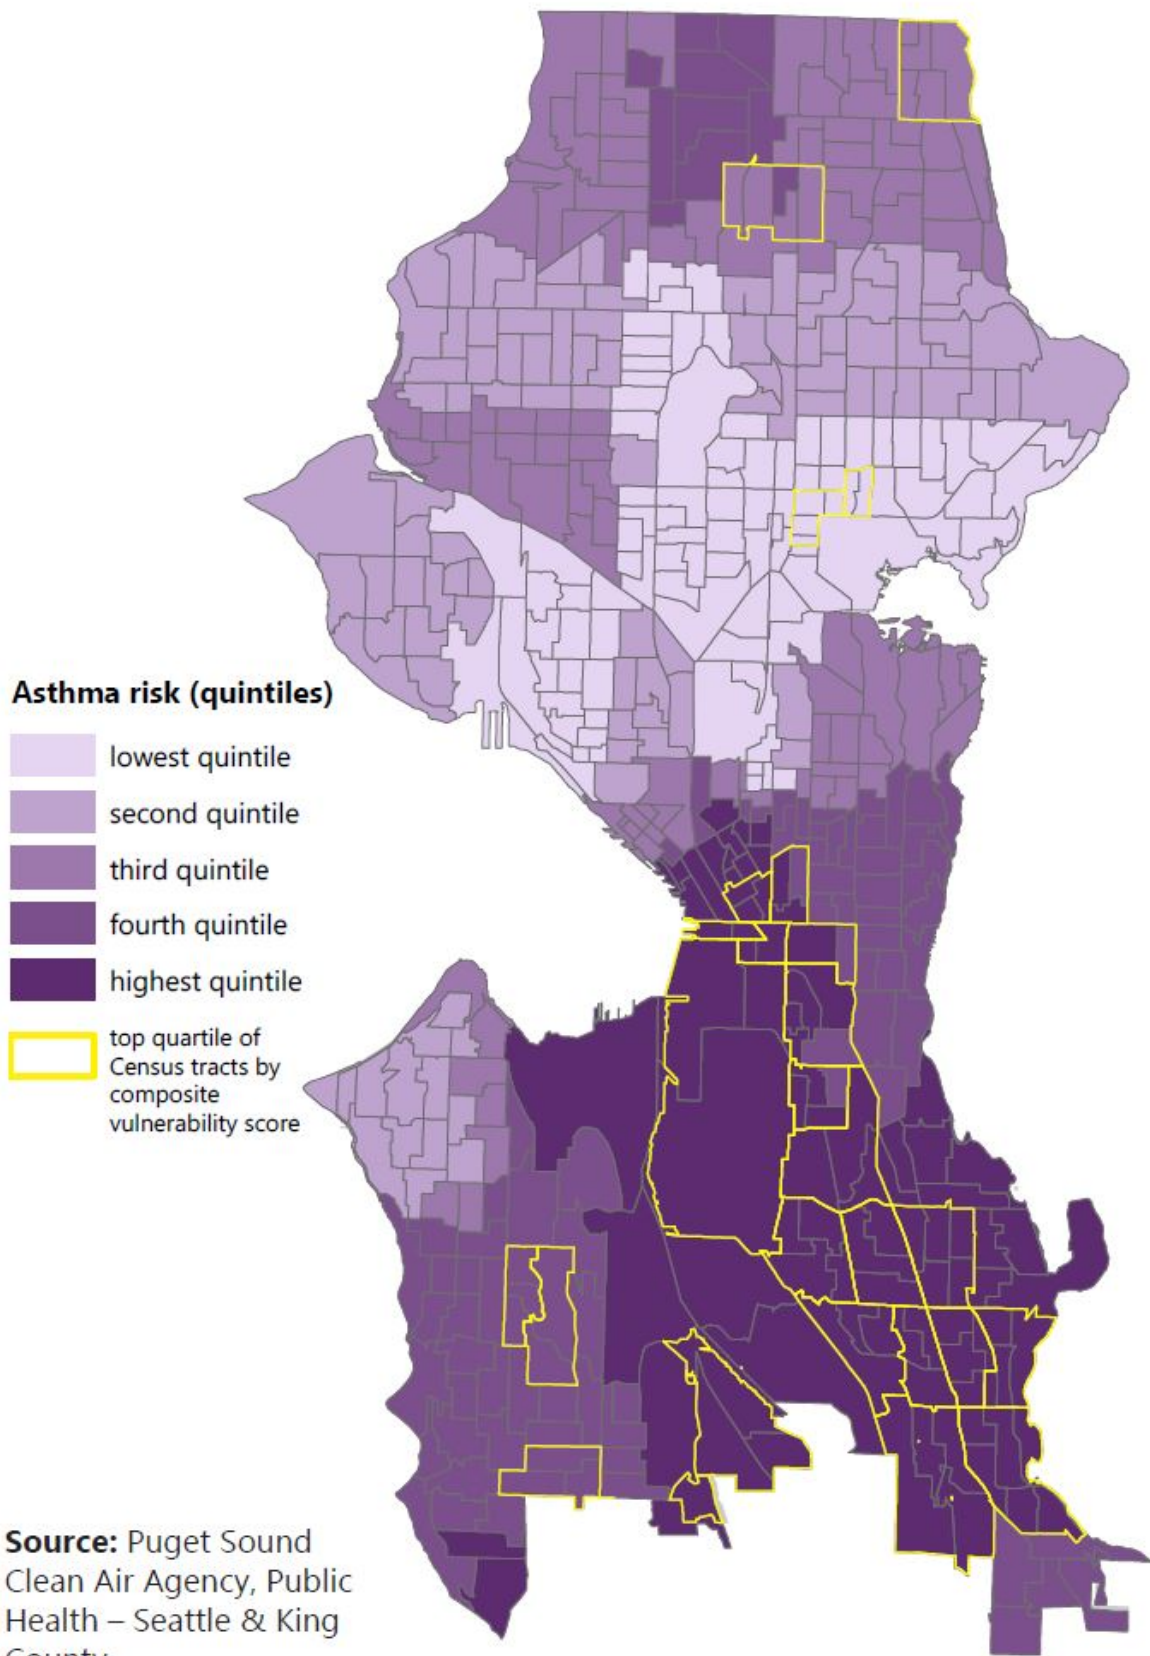 Asthma risk (quintiles)
lowest quintile
second quintile
third quintile
fourth quintile
highest quintile
top quartile of
Census tracts by
composite
vulnerability score
Source: Puget Sound
Clean Air Agency, Public
Health – Seattle & King
County